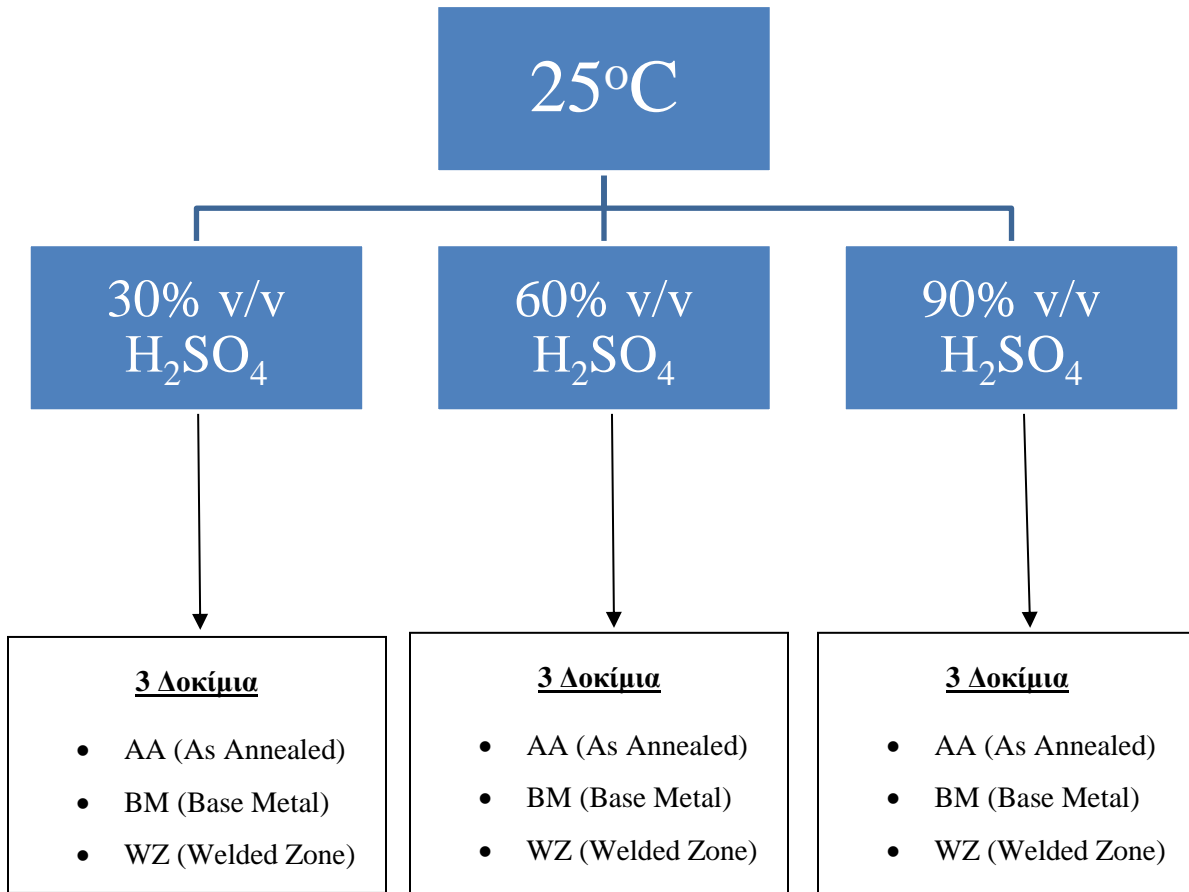 25°C
30% v/v
H₂SO₄
60% v/v
H₂SO₄
90% v/v
H₂SO₄
3 Δοκίμια
• AA (As Annealed)
• BM (Base Metal)
• WZ (Welded Zone)
3 Δοκίμια
• AA (As Annealed)
• BM (Base Metal)
• WZ (Welded Zone)
3 Δοκίμια
• AA (As Annealed)
• BM (Base Metal)
• WZ (Welded Zone)